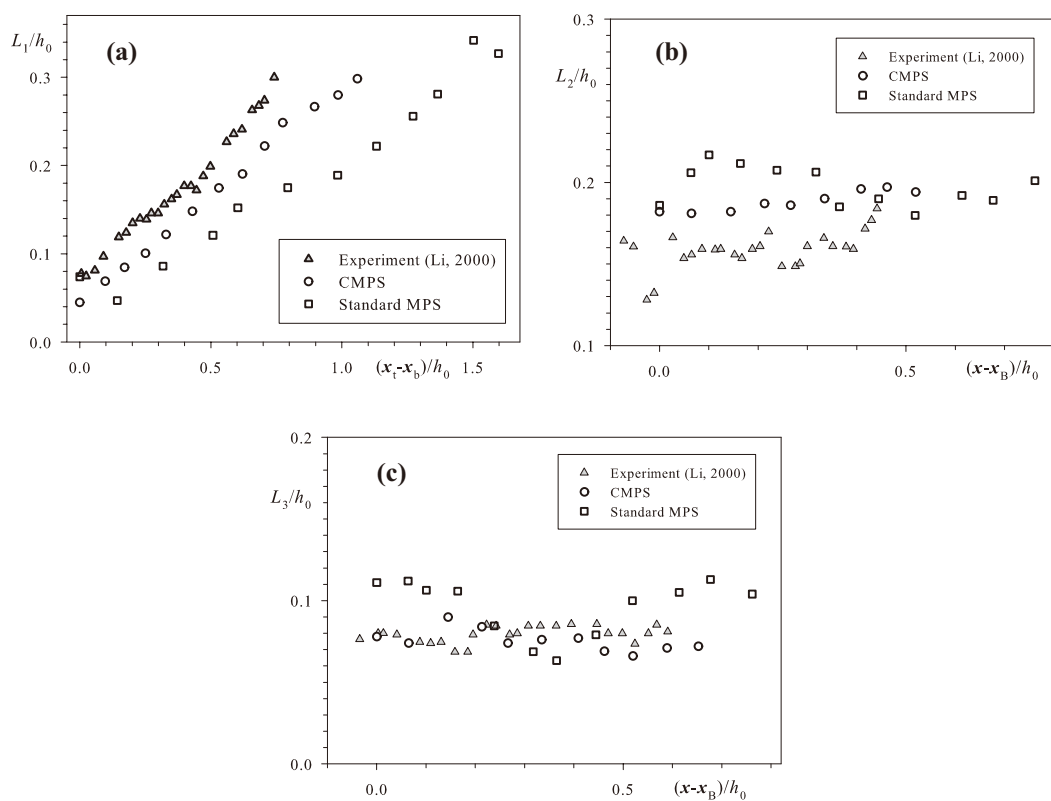 (a)
L₁/h₀
0.3
0.2
0.1
0.0
Experiment (Li, 2000)
CMPS
Standard MPS
0.0 0.5 1.0 1.5
(xₜ-x_b)/h₀
(b)
0.3
L₂/h₀
0.2
0.1
Experiment (Li, 2000)
CMPS
Standard MPS
0.0 0.5
(x-x_B)/h₀
(c)
0.2
L₃/h₀
0.1
0.0
Experiment (Li, 2000)
CMPS
Standard MPS
0.0 0.5
(x-x_B)/h₀